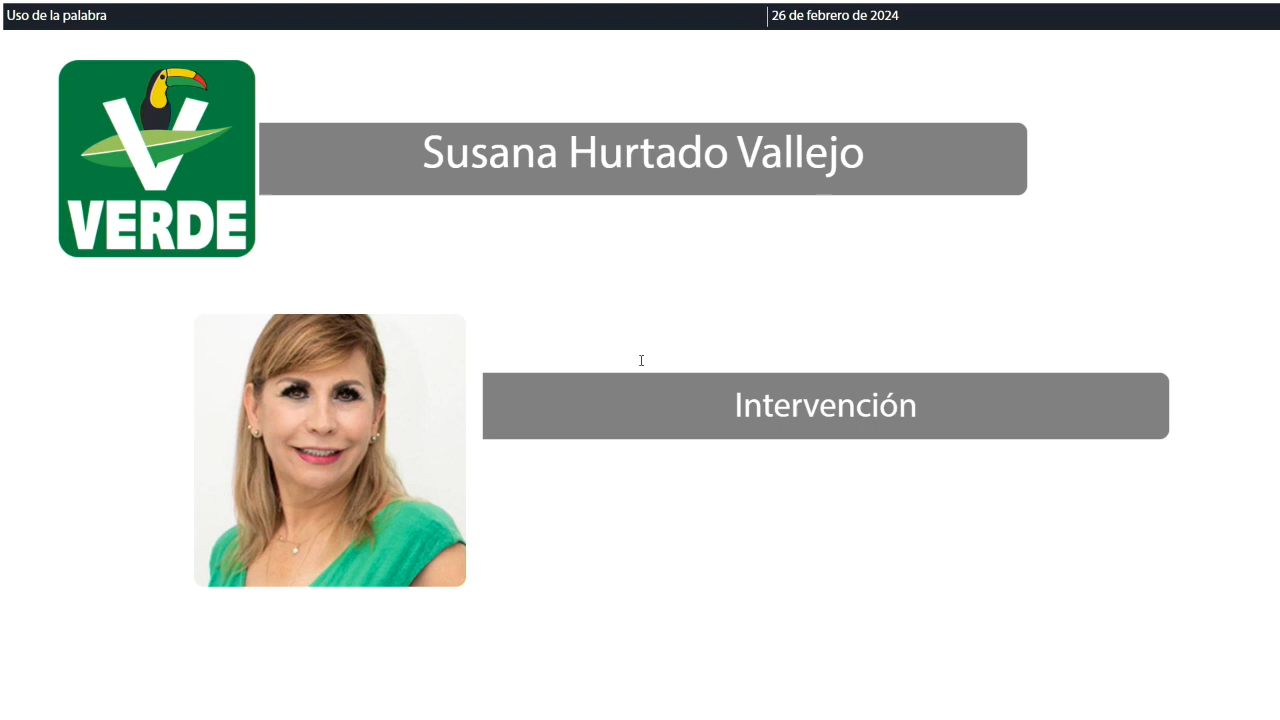 Uso de la palabra
26 de febrero de 2024
Susana Hurtado Vallejo
V
VERDE
Intervención